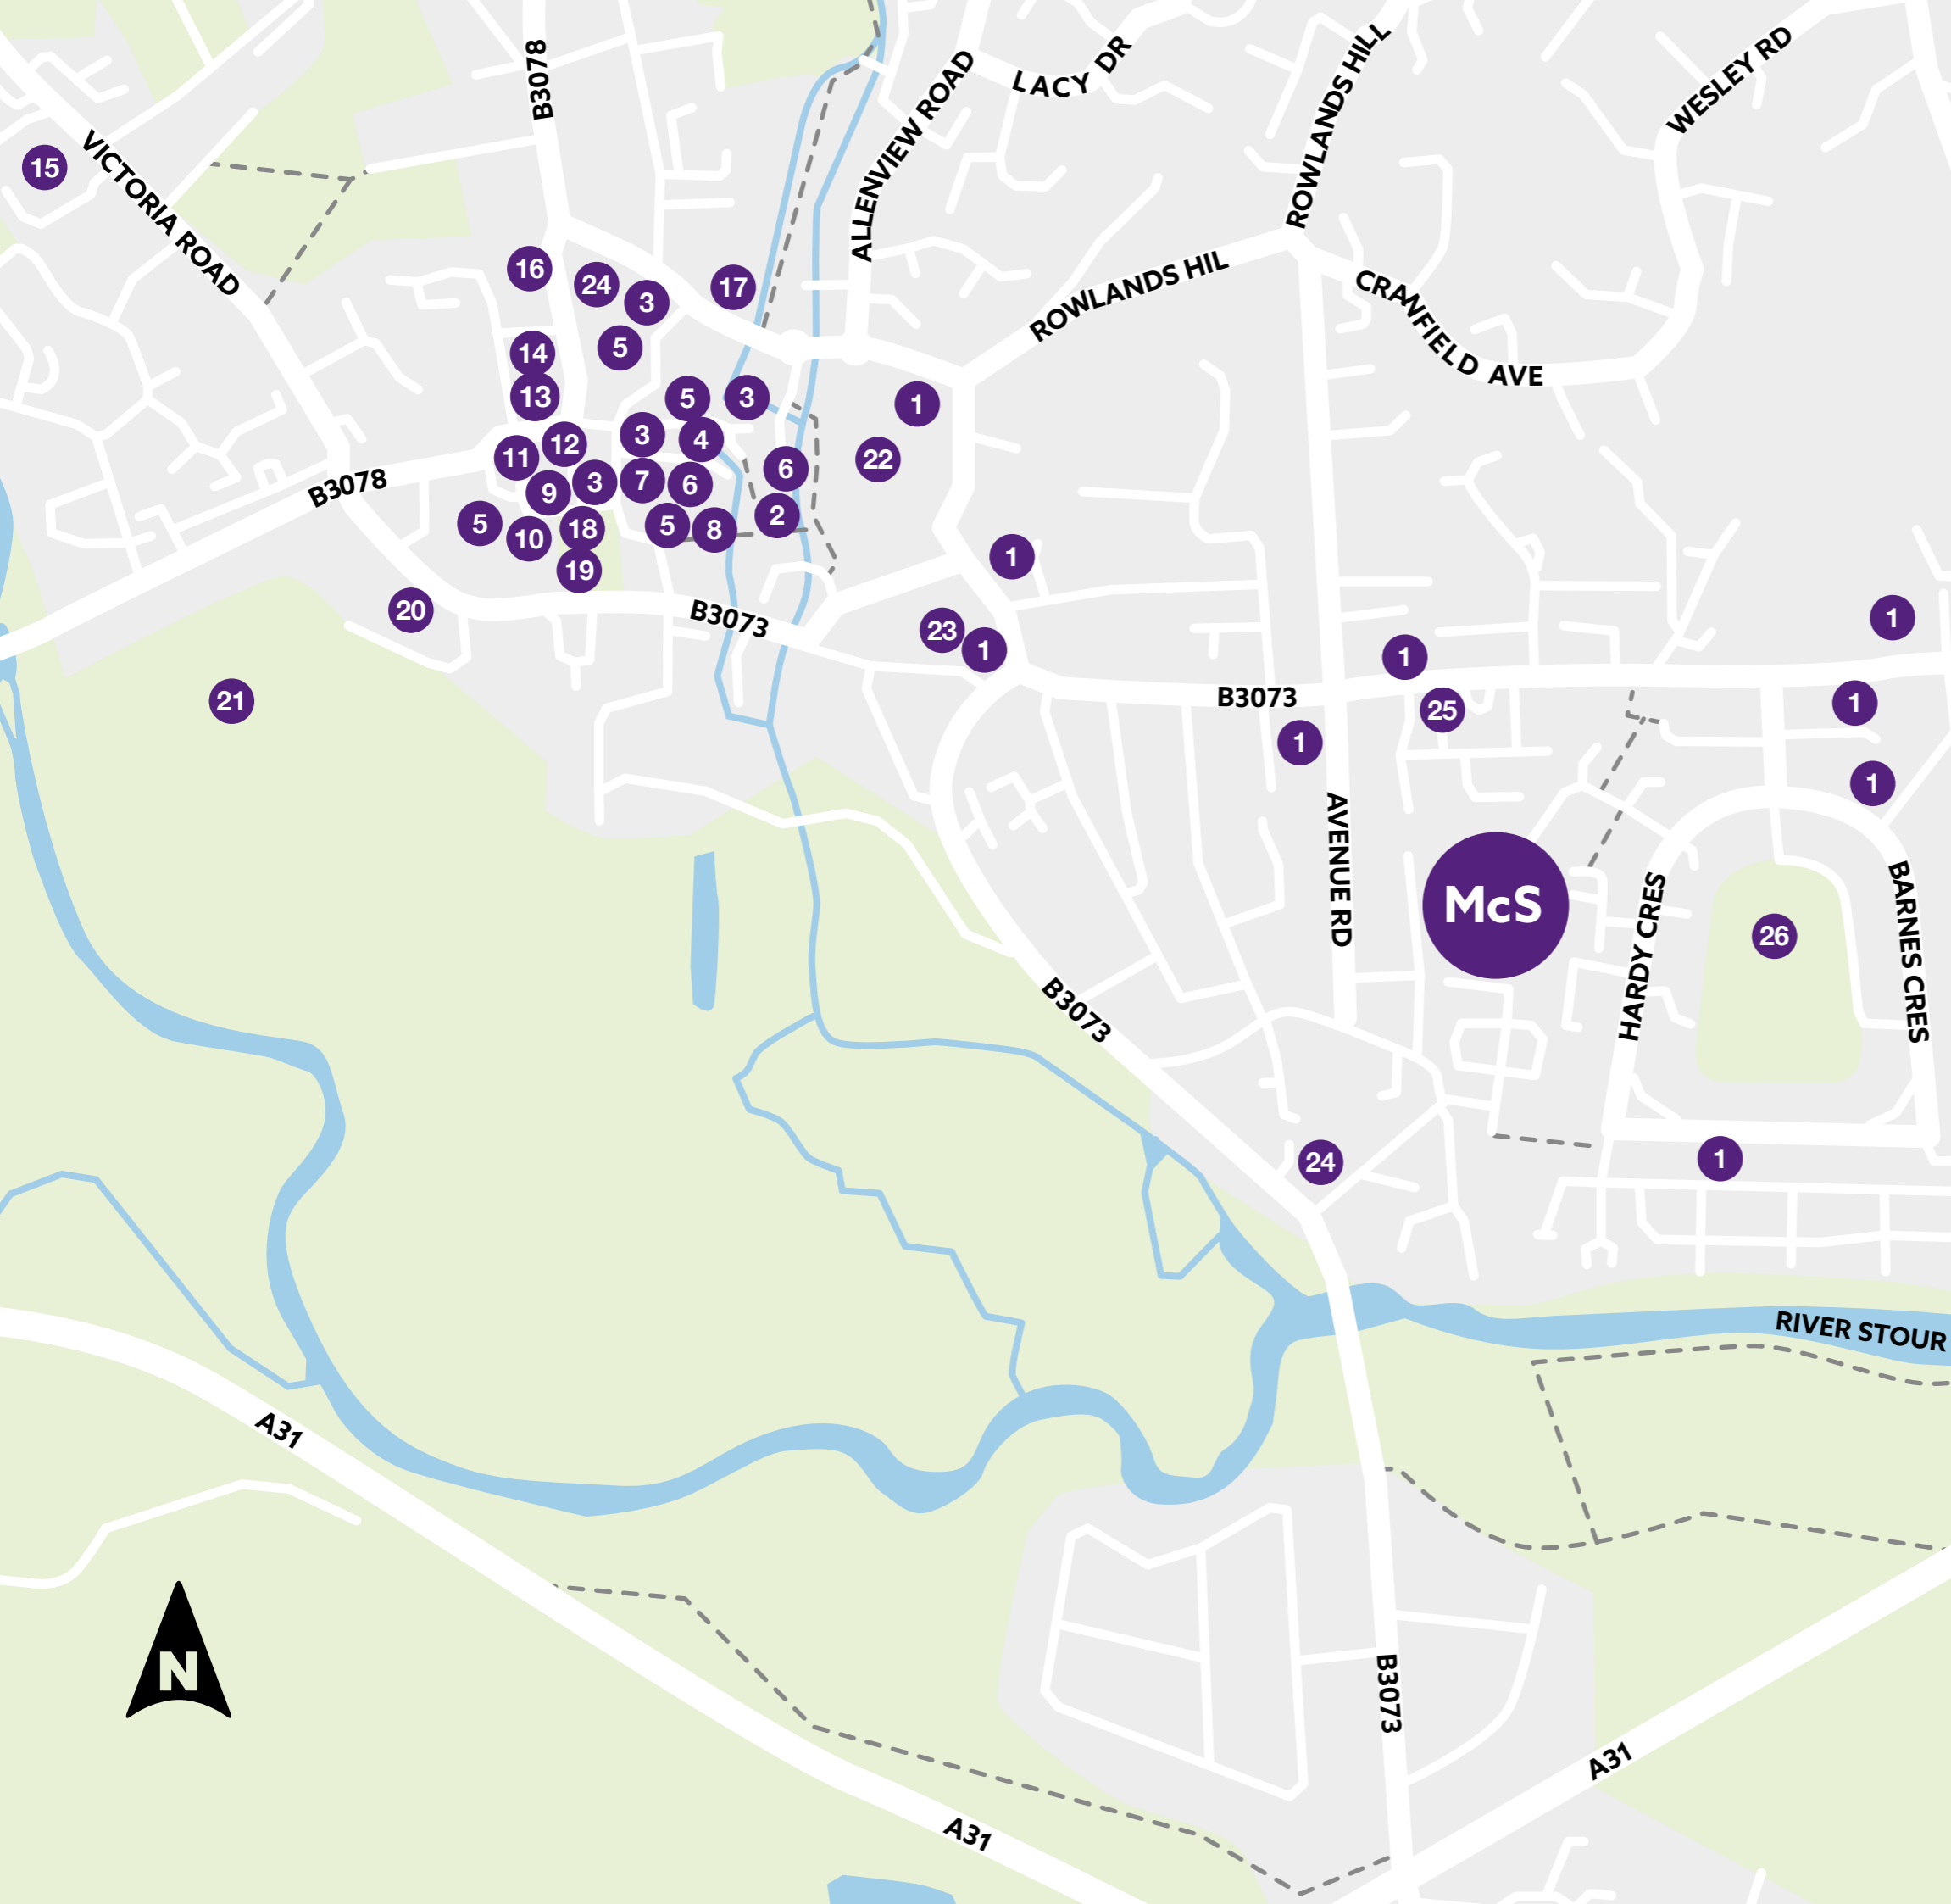 B3078
ALLENVIEW ROAD
LACY DR
ROWLANDS HILL
WESLEY RD
15
VICTORIA ROAD
16
24
3
17
ROWLANDS HIL
CRANFIELD AVE
14
5
13
5
3
1
3
4
12
11
22
6
B3078
9
3
7
6
5
10
18
5
8
2
19
1
20
B3073
23
1
1
1
21
B3073
25
1
1
1
AVENUE RD
McS
HARDY CRES
26
BARNES CRES
B3073
24
1
RIVER STOUR
A31
N
B3073
A31
A31